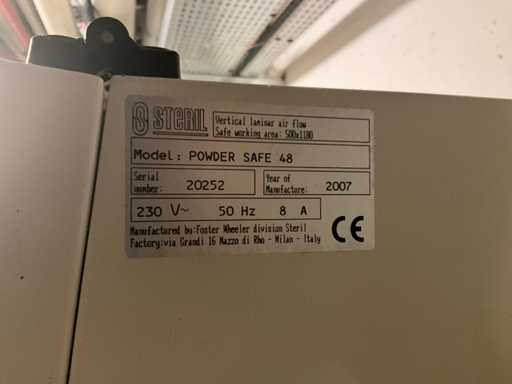 STERIL
Vertical laminar air flow
Safe working area: 500x1180
Model: POWDER SAFE 48
Serial number: 20252
Year of Manufacture: 2007
230 V~ 50 Hz 8 A
Manufactured by:Foster Wheeler division Steril
Factory:via Grandi 16 Mazzo di Rho - Milan - Italy
CE